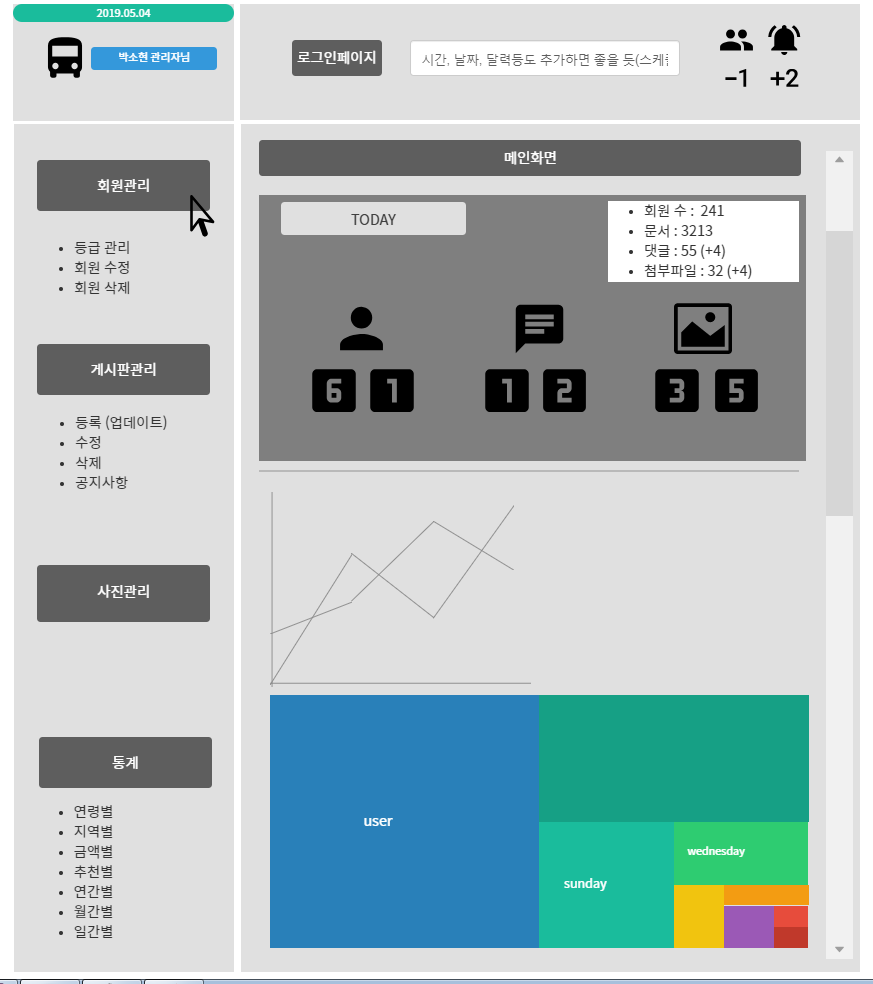 2019.05.04
박소현 관리자님
로그인페이지
시간, 날짜, 달력등도 추가하면 좋을 듯(스케
-1 +2
회원관리
등급 관리
회원 수정
회원 삭제
게시판관리
등록 (업데이트)
수정
삭제
공지사항
사진관리
통계
연령별
지역별
금액별
추천별
연간별
월간별
일간별
메인화면
TODAY
회원 수 : 241
문서 : 3213
댓글 : 55 (+4)
첨부파일 : 32 (+4)
6 1 1 2 3 5
user
sunday
wednesday